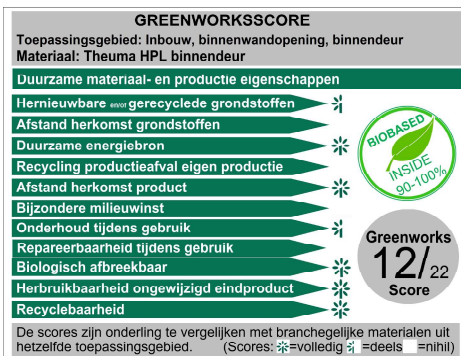 GREENWORKSSCORE
Toepassingsgebied: Inbouw, binnenwandopening, binnendeur
Materiaal: Theuma HPL binnendeur
Duurzame materiaal- en productie eigenschappen
Hernieuwbare en/of gerecyclede grondstoffen
Afstand herkomst grondstoffen
Duurzame energiebron
Recycling productieafval eigen productie
Afstand herkomst product
Bijzondere milieuwinst
Onderhoud tijdens gebruik
Repareerbaarheid tijdens gebruik
Biologisch afbreekbaar
Herbruikbaarheid ongewijzigd eindproduct
Recyclebaarheid
BIOBASED
INSIDE
90-100%
Greenworks
12/22
Score
De scores zijn onderling te vergelijken met branchegelijke materialen uit
hetzelfde toepassingsgebied. (Scores: =volledig =deels =nihil)